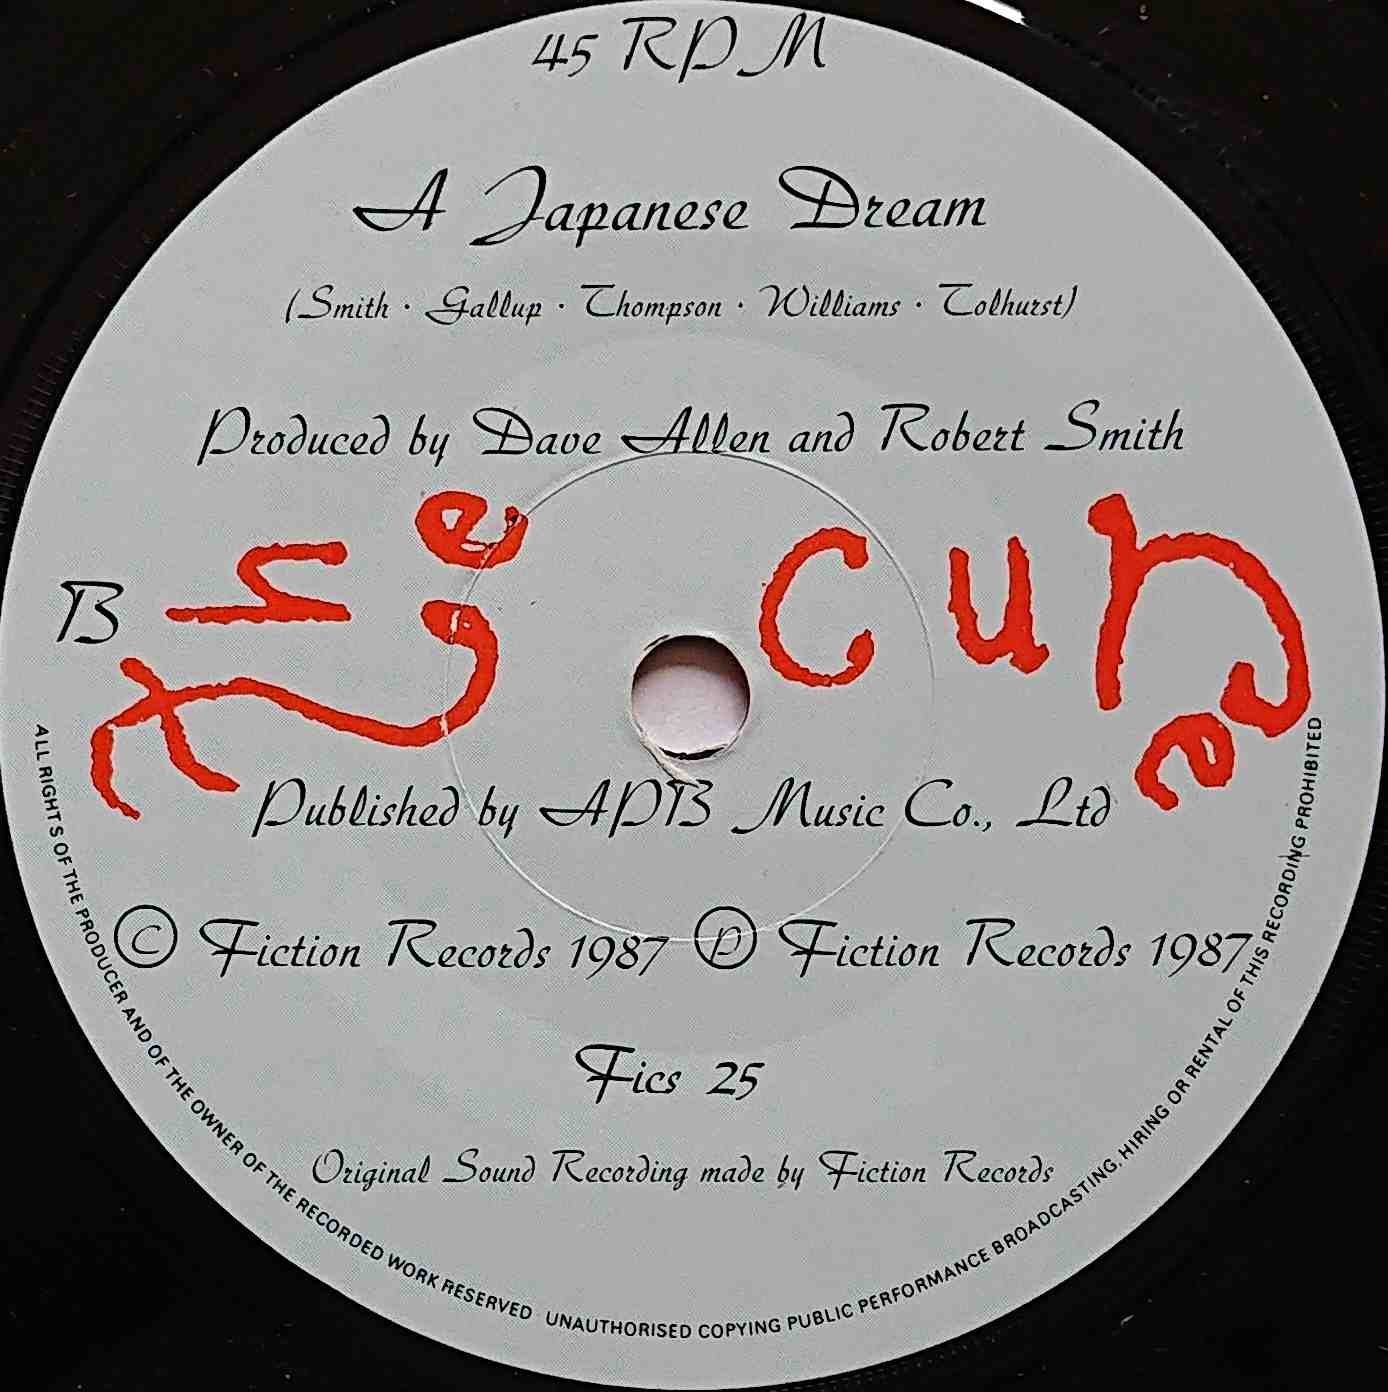 45 RPM
A Japanese Dream
(Smith · Gallup · Thompson · Williams · Tolhurst)
Produced by Dave Allen and Robert Smith
the cure
B
Published by APB Music Co., Ltd
© Fiction Records 1987 ℗ Fiction Records 1987
Fics 25
Original Sound Recording made by Fiction Records
ALL RIGHTS OF THE PRODUCER AND OF THE OWNER OF THE RECORDED WORK RESERVED UNAUTHORISED COPYING PUBLIC PERFORMANCE BROADCASTING, HIRING OR RENTAL OF THIS RECORDING PROHIBITED